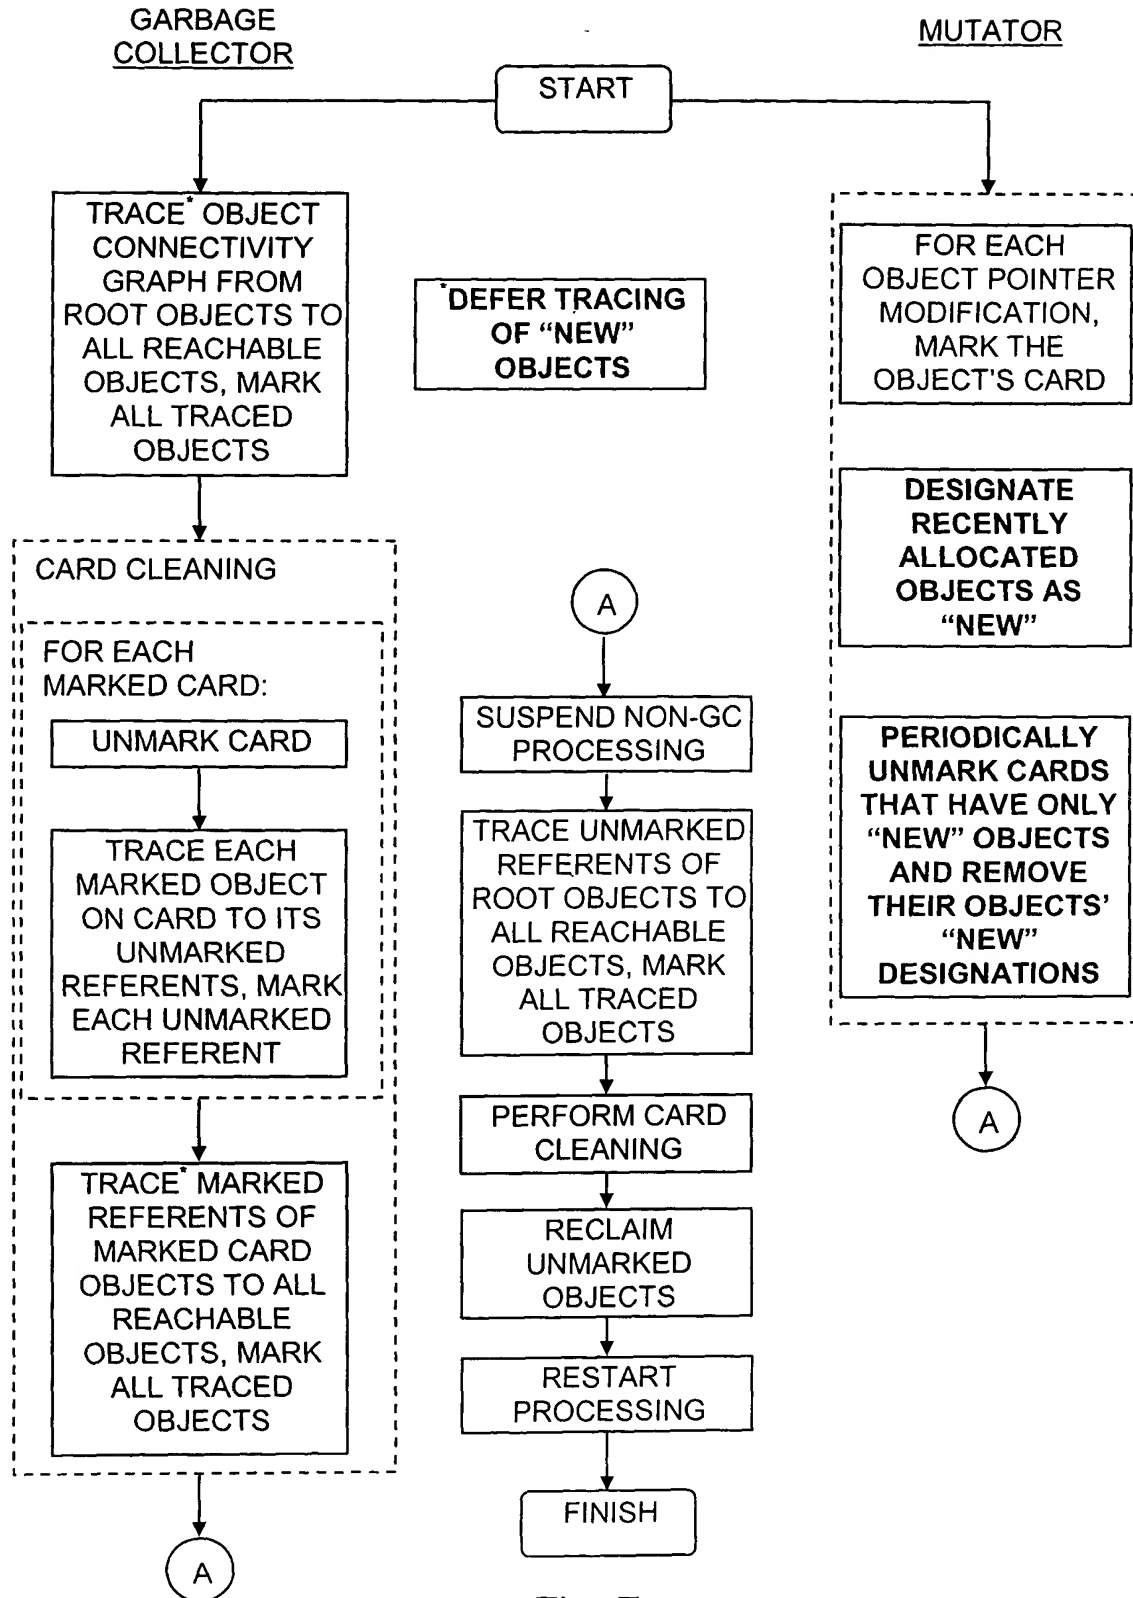 GARBAGE
COLLECTOR
MUTATOR
START
TRACE* OBJECT
CONNECTIVITY
GRAPH FROM
ROOT OBJECTS TO
ALL REACHABLE
OBJECTS, MARK
ALL TRACED
OBJECTS
*DEFER TRACING
OF “NEW”
OBJECTS
FOR EACH
OBJECT POINTER
MODIFICATION,
MARK THE
OBJECT'S CARD
DESIGNATE
RECENTLY
ALLOCATED
OBJECTS AS
“NEW”
PERIODICALLY
UNMARK CARDS
THAT HAVE ONLY
“NEW” OBJECTS
AND REMOVE
THEIR OBJECTS’
“NEW”
DESIGNATIONS
A
CARD CLEANING
FOR EACH
MARKED CARD:
UNMARK CARD
TRACE EACH
MARKED OBJECT
ON CARD TO ITS
UNMARKED
REFERENTS, MARK
EACH UNMARKED
REFERENT
TRACE* MARKED
REFERENTS OF
MARKED CARD
OBJECTS TO ALL
REACHABLE
OBJECTS, MARK
ALL TRACED
OBJECTS
A
A
SUSPEND NON-GC
PROCESSING
TRACE UNMARKED
REFERENTS OF
ROOT OBJECTS TO
ALL REACHABLE
OBJECTS, MARK
ALL TRACED
OBJECTS
PERFORM CARD
CLEANING
RECLAIM
UNMARKED
OBJECTS
RESTART
PROCESSING
FINISH